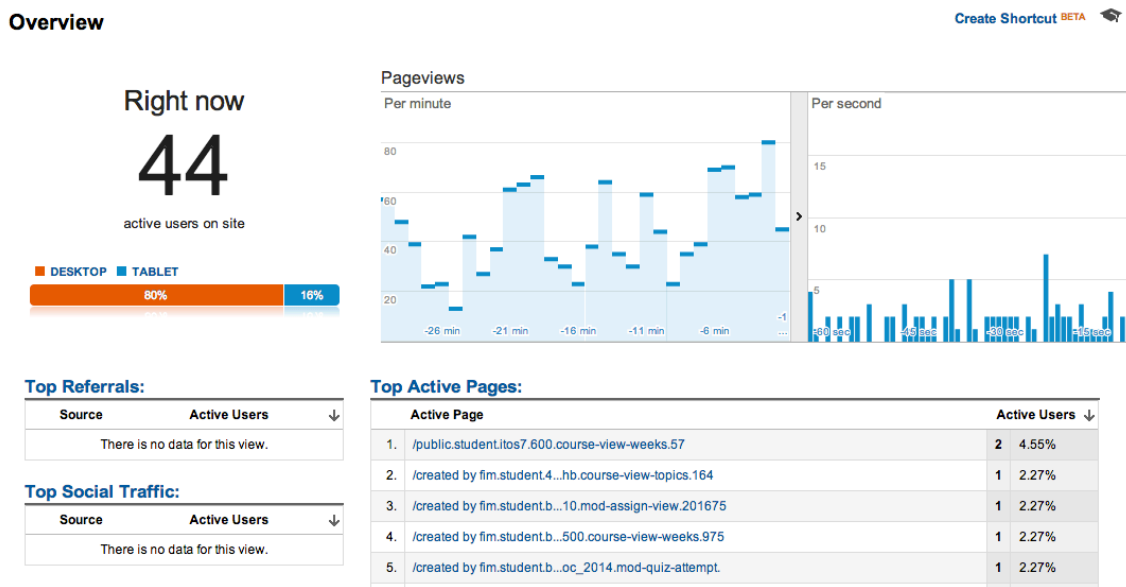 Overview
Create Shortcut BETA
Right now
44
active users on site
DESKTOP TABLET
80% 16%
Pageviews
Per minute
80
60
40
20
-26 min -21 min -16 min -11 min -6 min -1
...
Per second
15
10
5
-60 sec -45 sec -30 sec -15 sec
Top Referrals:
Source Active Users
There is no data for this view.
Top Social Traffic:
Source Active Users
There is no data for this view.
Top Active Pages:
Active Page Active Users
1. /public.student.itos7.600.course-view-weeks.57 2 4.55%
2. /created by fim.student.4...hb.course-view-topics.164 1 2.27%
3. /created by fim.student.b...10.mod-assign-view.201675 1 2.27%
4. /created by fim.student.b...500.course-view-weeks.975 1 2.27%
5. /created by fim.student.b...oc_2014.mod-quiz-attempt. 1 2.27%